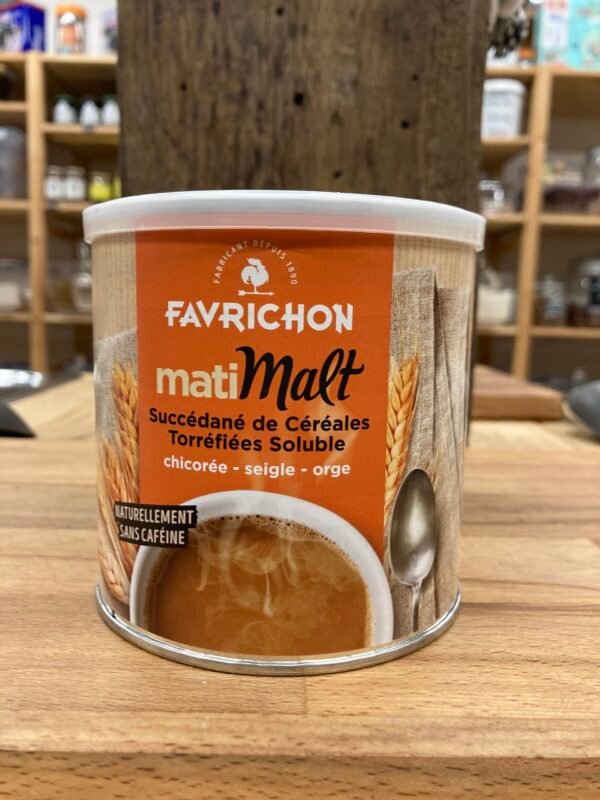 FABRICANT DEPUIS 1890
FAVRICHON
matiMalt
Succédané de Céréales
Torréfiées Soluble
chicorée - seigle - orge
NATURELLEMENT
SANS CAFÉINE